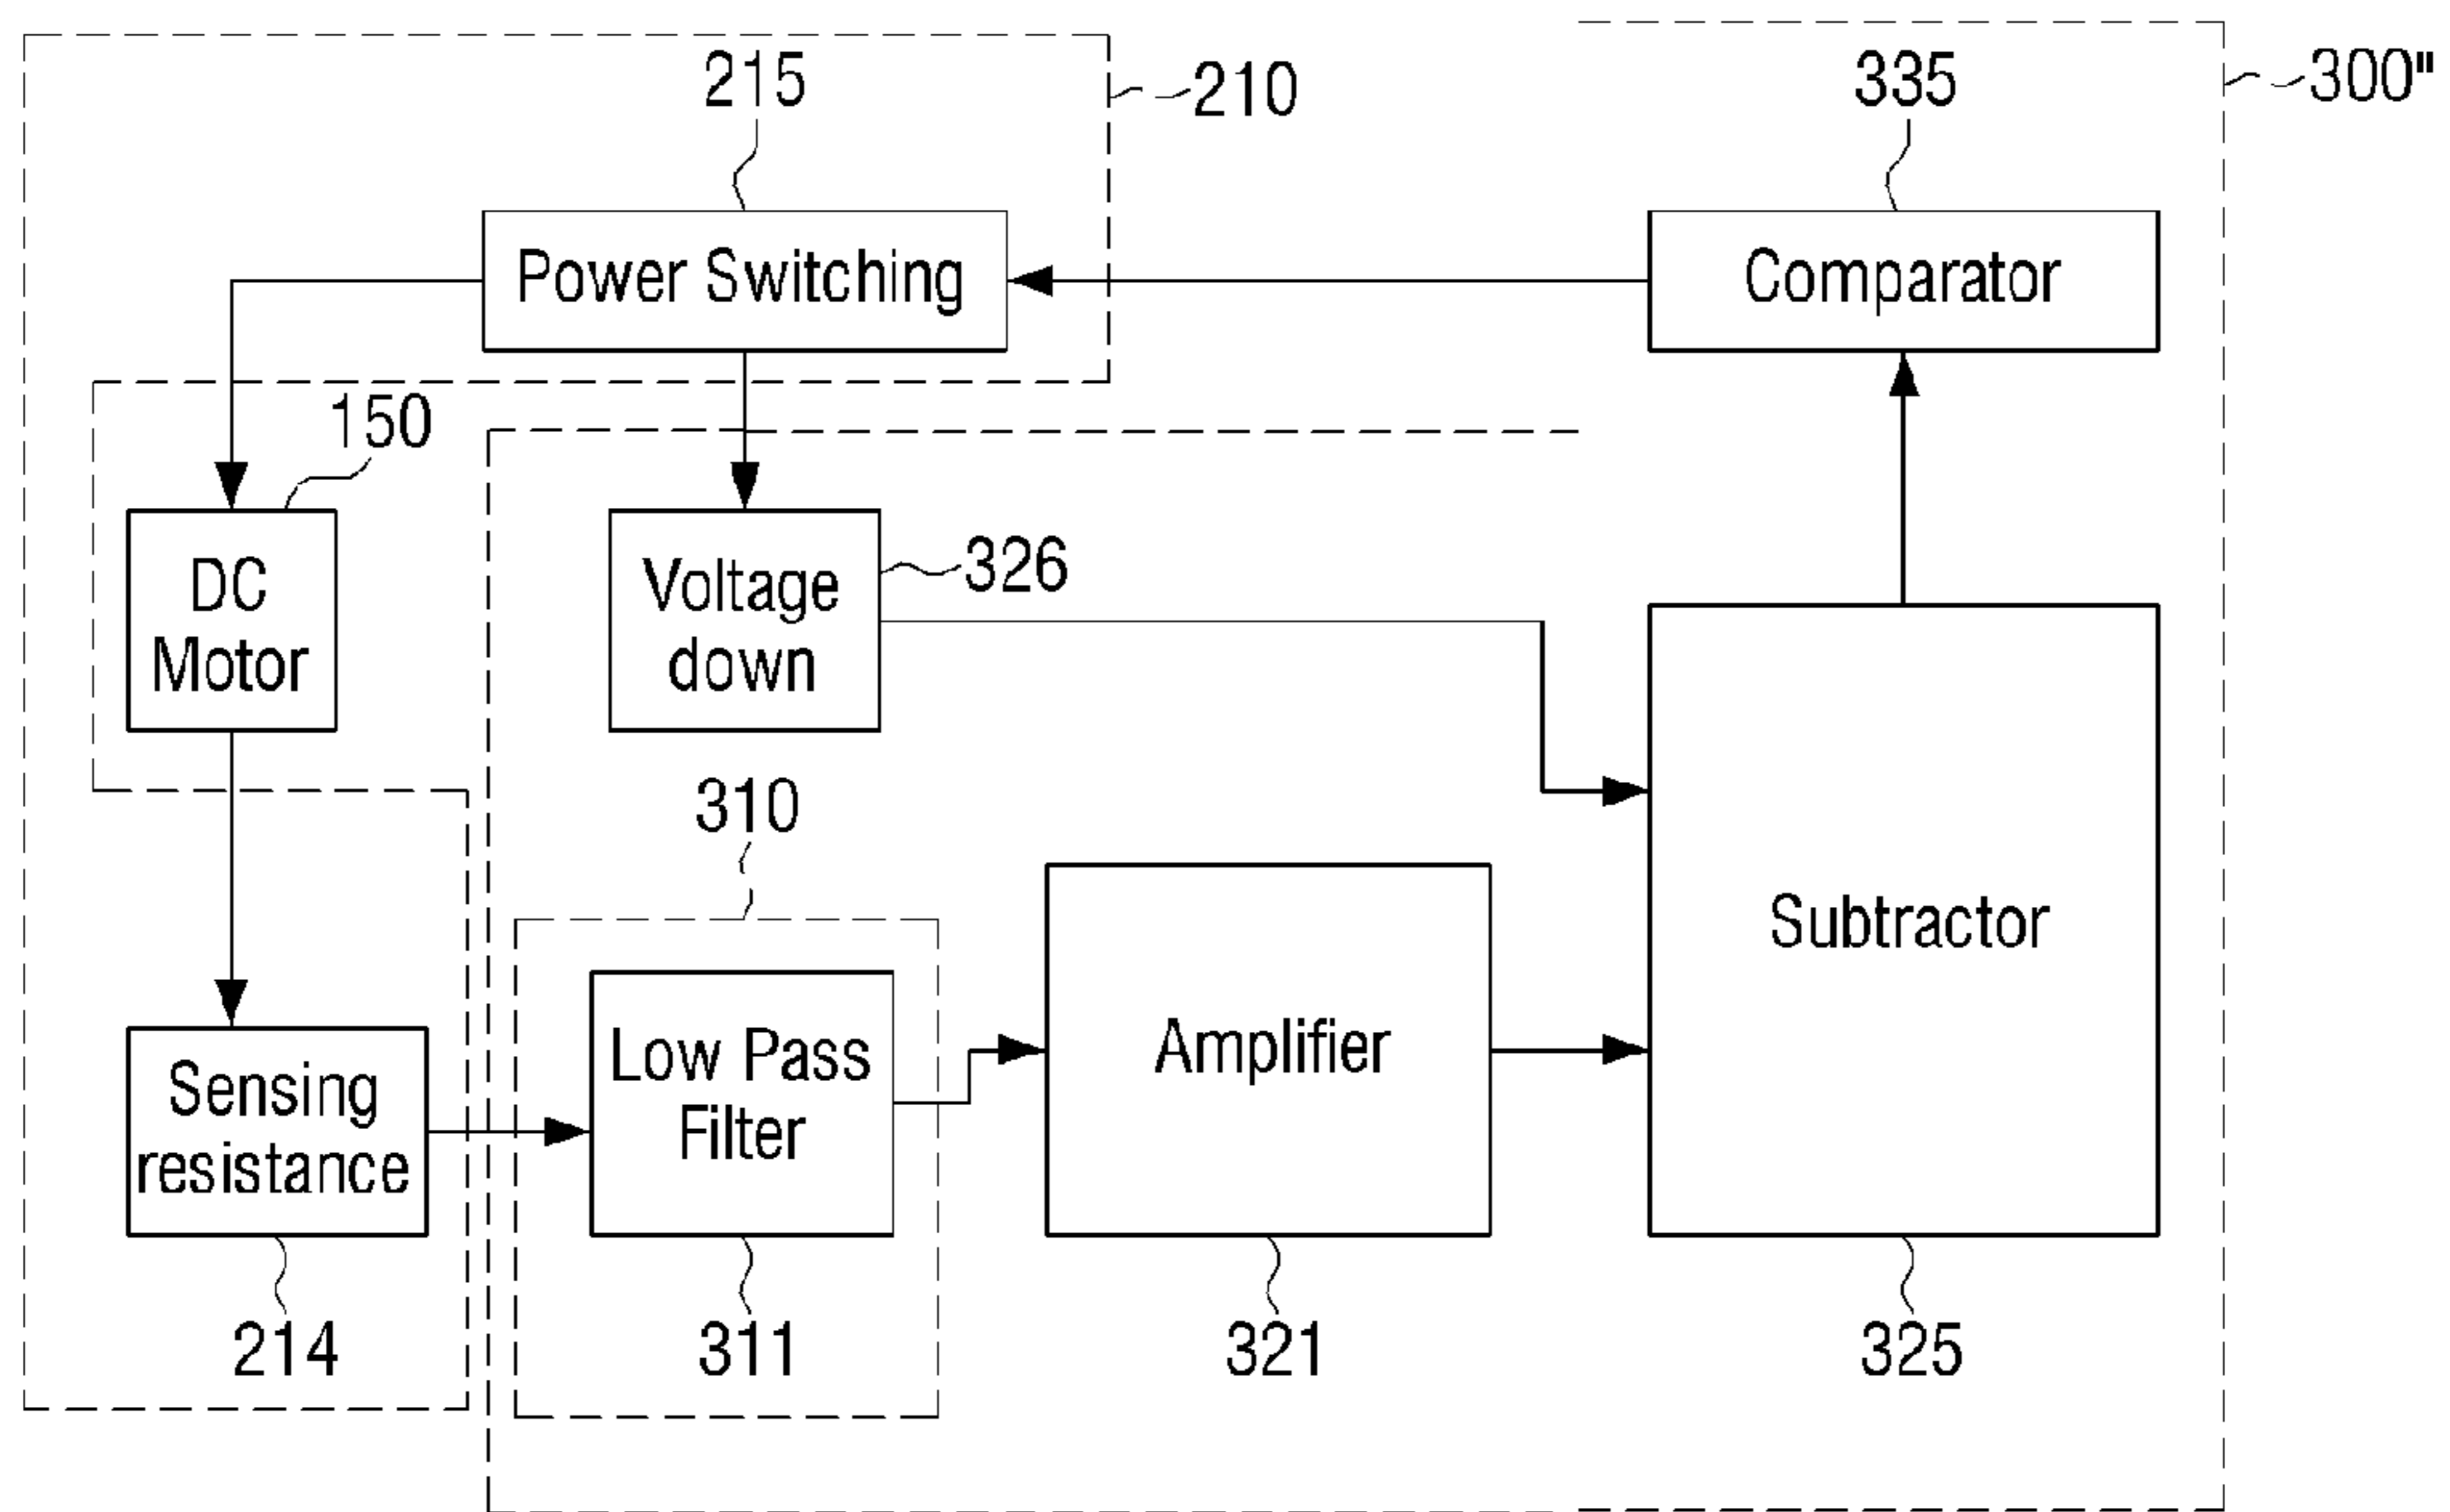 215
210
335
300"
Power Switching
Comparator
150
DC
Motor
Voltage
down
326
310
Subtractor
Low Pass
Filter
Amplifier
Sensing
resistance
214
311
321
325